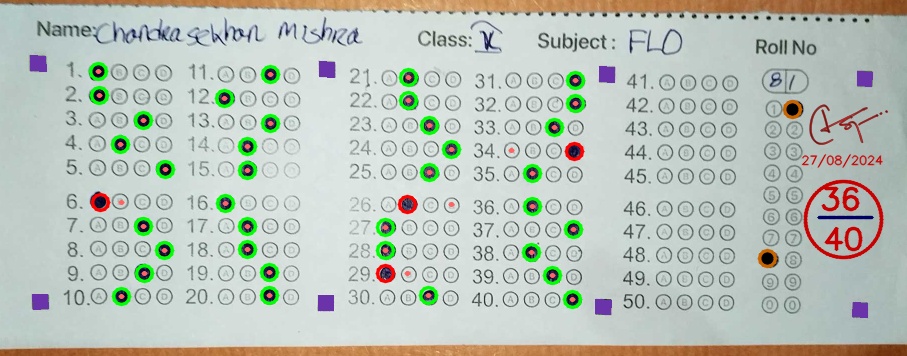 Name: Chandrasekhar Mishra Class: X Subject : FLO Roll No
1. A B C D 11. A B C D 21. A B C D 31. A B C D 41. A B C D 81
2. A B C D 12. A B C D 22. A B C D 32. A B C D 42. A B C D 1
3. A B C D 13. A B C D 23. A B C D 33. A B C D 43. A B C D 2 2
4. A B C D 14. A B C D 24. A B C D 34. A B C D 44. A B C D 3 3
27/08/2024
5. A B C D 15. A B C D 25. A B C D 35. A B C D 45. A B C D 4 4
5 5
6. A B C D 16. A B C D 26. A B C D 36. A B C D 46. A B C D 6 6
36
7. A B C D 17. A B C D 27. A B C D 37. A B C D 47. A B C D 7 7
40
8. A B C D 18. A B C D 28. A B C D 38. A B C D 48. A B C D 8
9. A B C D 19. A B C D 29. A B C D 39. A B C D 49. A B C D 9 9
10. A B C D 20. A B C D 30. A B C D 40. A B C D 50. A B C D 0 0